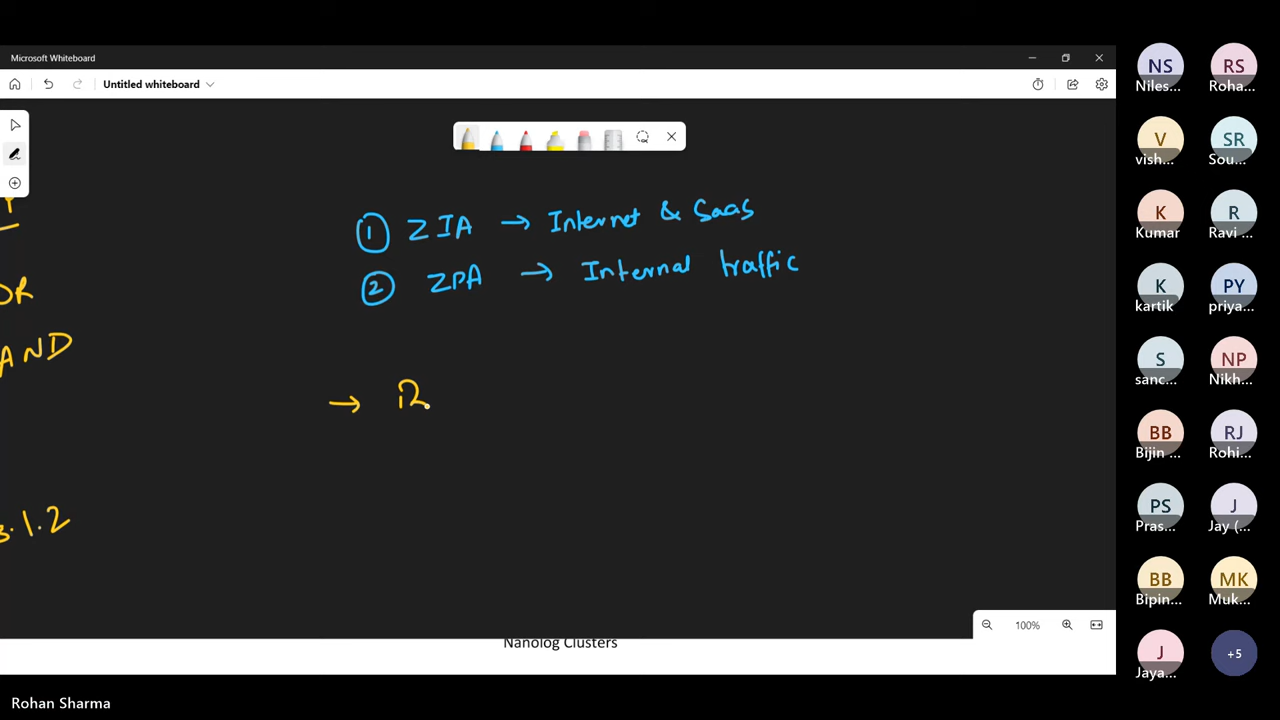 Microsoft Whiteboard
Untitled whiteboard
① ZIA → Internet & SaaS
② ZPA → Internal traffic
OR
AND
→ R
.1.2
100%
Nanolog Clusters
Rohan Sharma
NS RS
Niles... Roha...
V SR
vish... Sou...
K R
Kumar Ravi ...
K PY
kartik priya...
S NP
sanc... Nikh...
BB RJ
Bijin ... Rohi...
PS J
Pras... Jay (...
BB MK
Bipin... Muk...
J +5
Jaya...